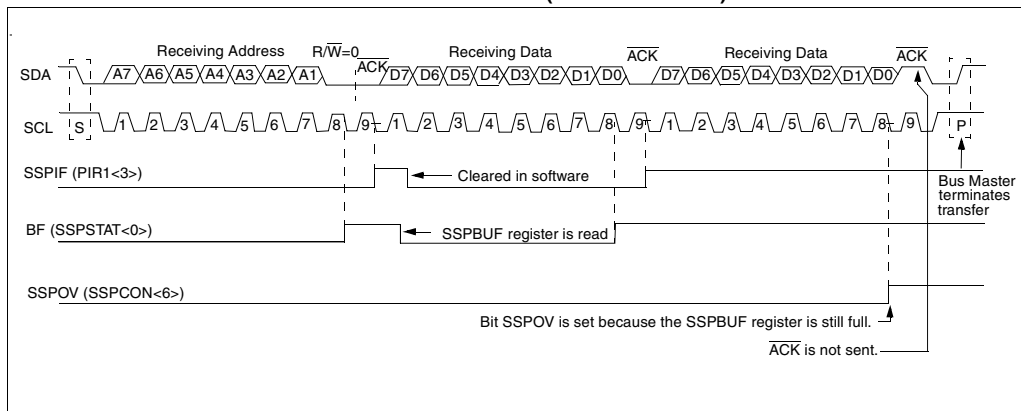 Receiving Address R/W=0 Receiving Data ACK Receiving Data ACK
ACK
SDA A7 A6 A5 A4 A3 A2 A1 D7 D6 D5 D4 D3 D2 D1 D0 D7 D6 D5 D4 D3 D2 D1 D0
SCL S 1 2 3 4 5 6 7 8 9 1 2 3 4 5 6 7 8 9 1 2 3 4 5 6 7 8 9 P
SSPIF (PIR1<3>)
Cleared in software
Bus Master
terminates
transfer
BF (SSPSTAT<0>)
SSPBUF register is read
SSPOV (SSPCON<6>)
Bit SSPOV is set because the SSPBUF register is still full.
ACK is not sent.